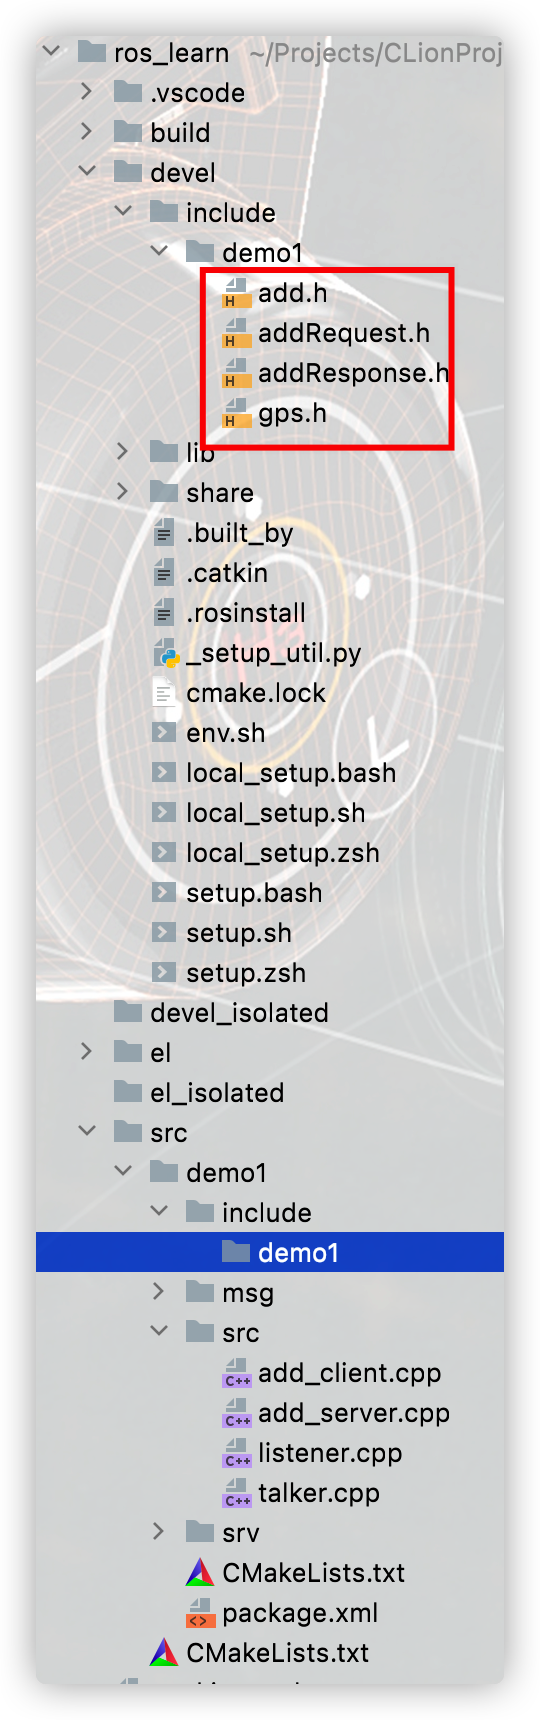 ros_learn ~/Projects/CLionProj
.vscode
build
devel
include
demo1
add.h
addRequest.h
addResponse.h
gps.h
lib
share
.built_by
.catkin
.rosinstall
_setup_util.py
cmake.lock
env.sh
local_setup.bash
local_setup.sh
local_setup.zsh
setup.bash
setup.sh
setup.zsh
devel_isolated
el
el_isolated
src
demo1
include
demo1
msg
src
add_client.cpp
add_server.cpp
listener.cpp
talker.cpp
srv
CMakeLists.txt
package.xml
CMakeLists.txt